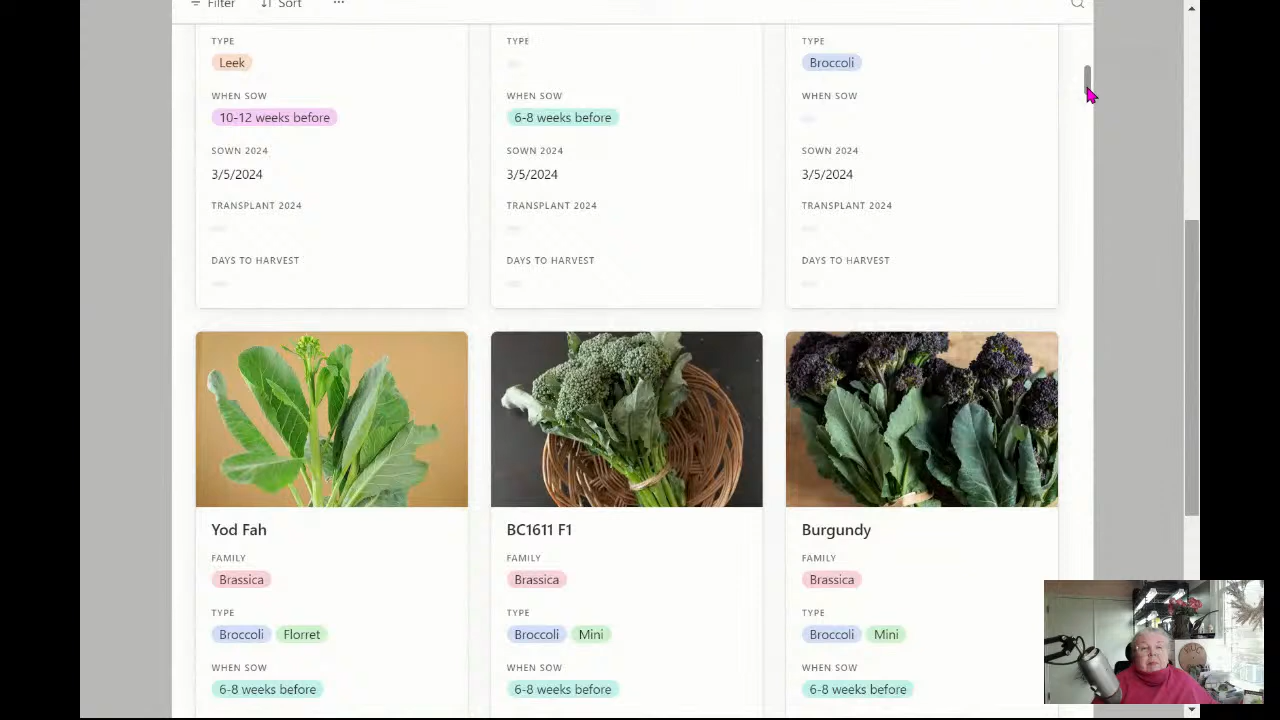 Filter Sort ...
TYPE TYPE TYPE
Leek Broccoli
WHEN SOW WHEN SOW WHEN SOW
10-12 weeks before 6-8 weeks before
SOWN 2024 SOWN 2024 SOWN 2024
3/5/2024 3/5/2024 3/5/2024
TRANSPLANT 2024 TRANSPLANT 2024 TRANSPLANT 2024
DAYS TO HARVEST DAYS TO HARVEST DAYS TO HARVEST
Yod Fah BC1611 F1 Burgundy
FAMILY FAMILY FAMILY
Brassica Brassica Brassica
TYPE TYPE TYPE
Broccoli Florret Broccoli Mini Broccoli Mini
WHEN SOW WHEN SOW WHEN SOW
6-8 weeks before 6-8 weeks before 6-8 weeks before